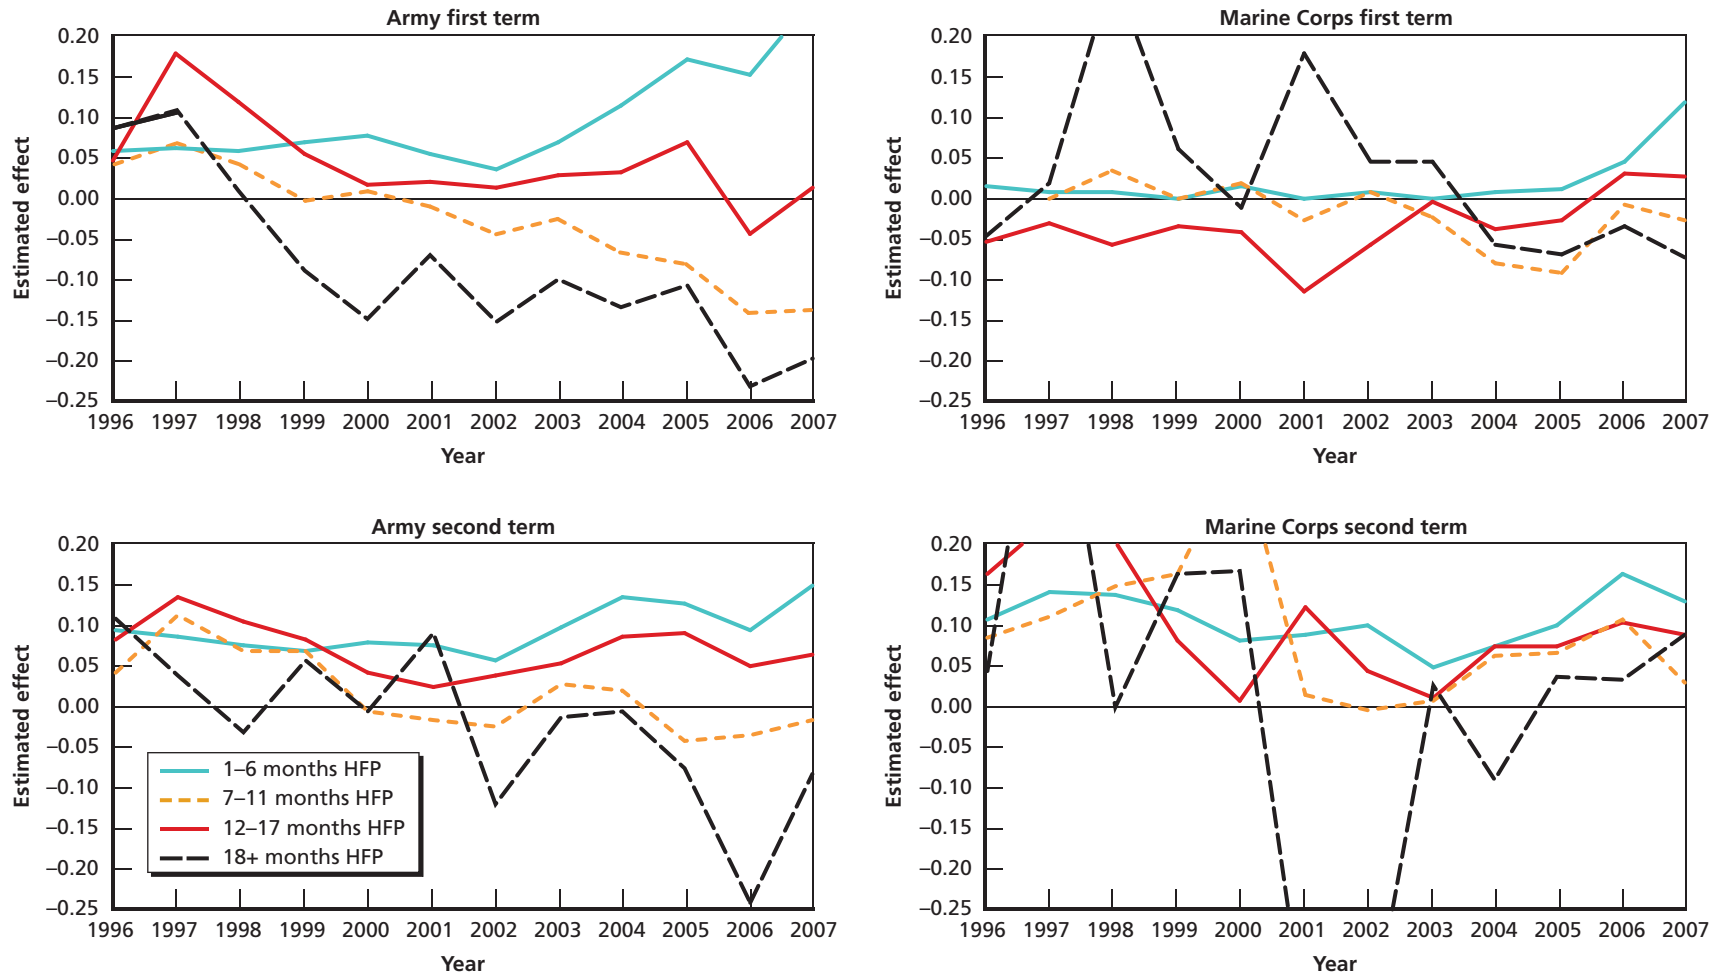 Army first term
0.20
0.15
0.10
0.05
0.00
–0.05
–0.10
–0.15
–0.20
–0.25
Estimated effect
1996 1997 1998 1999 2000 2001 2002 2003 2004 2005 2006 2007
Year
Marine Corps first term
0.20
0.15
0.10
0.05
0.00
–0.05
–0.10
–0.15
–0.20
–0.25
Estimated effect
1996 1997 1998 1999 2000 2001 2002 2003 2004 2005 2006 2007
Year
Army second term
0.20
0.15
0.10
0.05
0.00
–0.05
–0.10
–0.15
–0.20
–0.25
Estimated effect
1–6 months HFP
7–11 months HFP
12–17 months HFP
18+ months HFP
1996 1997 1998 1999 2000 2001 2002 2003 2004 2005 2006 2007
Year
Marine Corps second term
0.20
0.15
0.10
0.05
0.00
–0.05
–0.10
–0.15
–0.20
–0.25
Estimated effect
1996 1997 1998 1999 2000 2001 2002 2003 2004 2005 2006 2007
Year